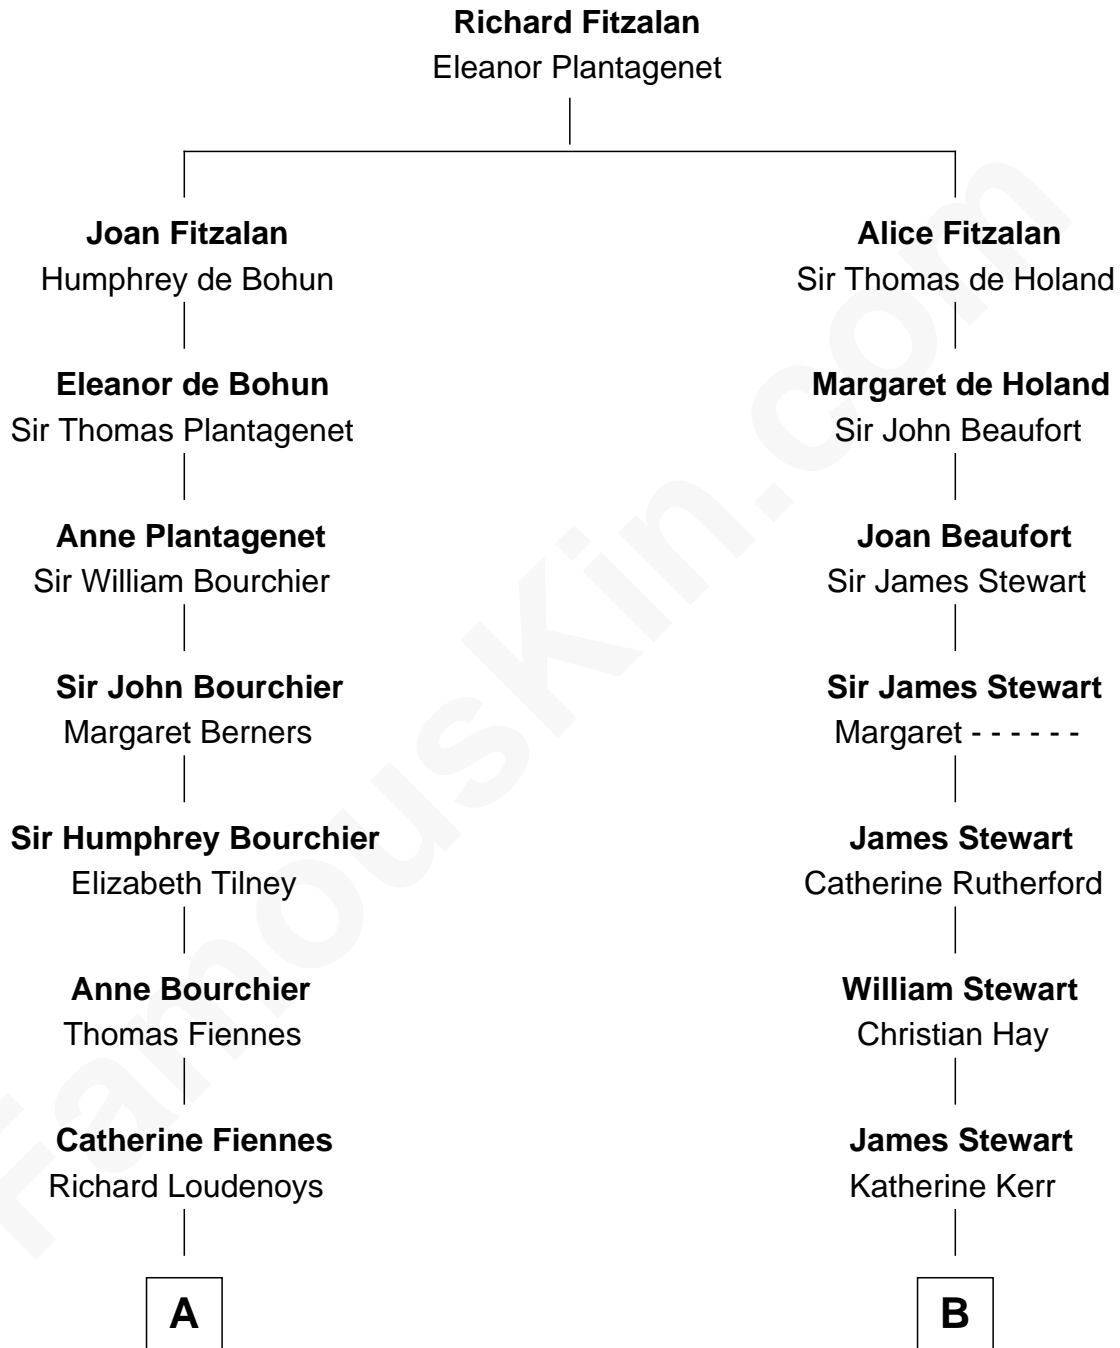 Richard Fitzalan
Eleanor Plantagenet
Joan Fitzalan
Humphrey de Bohun
Alice Fitzalan
Sir Thomas de Holand
Eleanor de Bohun
Sir Thomas Plantagenet
Margaret de Holand
Sir John Beaufort
Anne Plantagenet
Sir William Bourchier
Joan Beaufort
Sir James Stewart
Sir John Bourchier
Margaret Berners
Sir James Stewart
Margaret - - - - - -
Sir Humphrey Bourchier
Elizabeth Tilney
James Stewart
Catherine Rutherford
Anne Bourchier
Thomas Fiennes
William Stewart
Christian Hay
Catherine Fiennes
Richard Loudenoys
James Stewart
Katherine Kerr
A
B
FamousKin.com